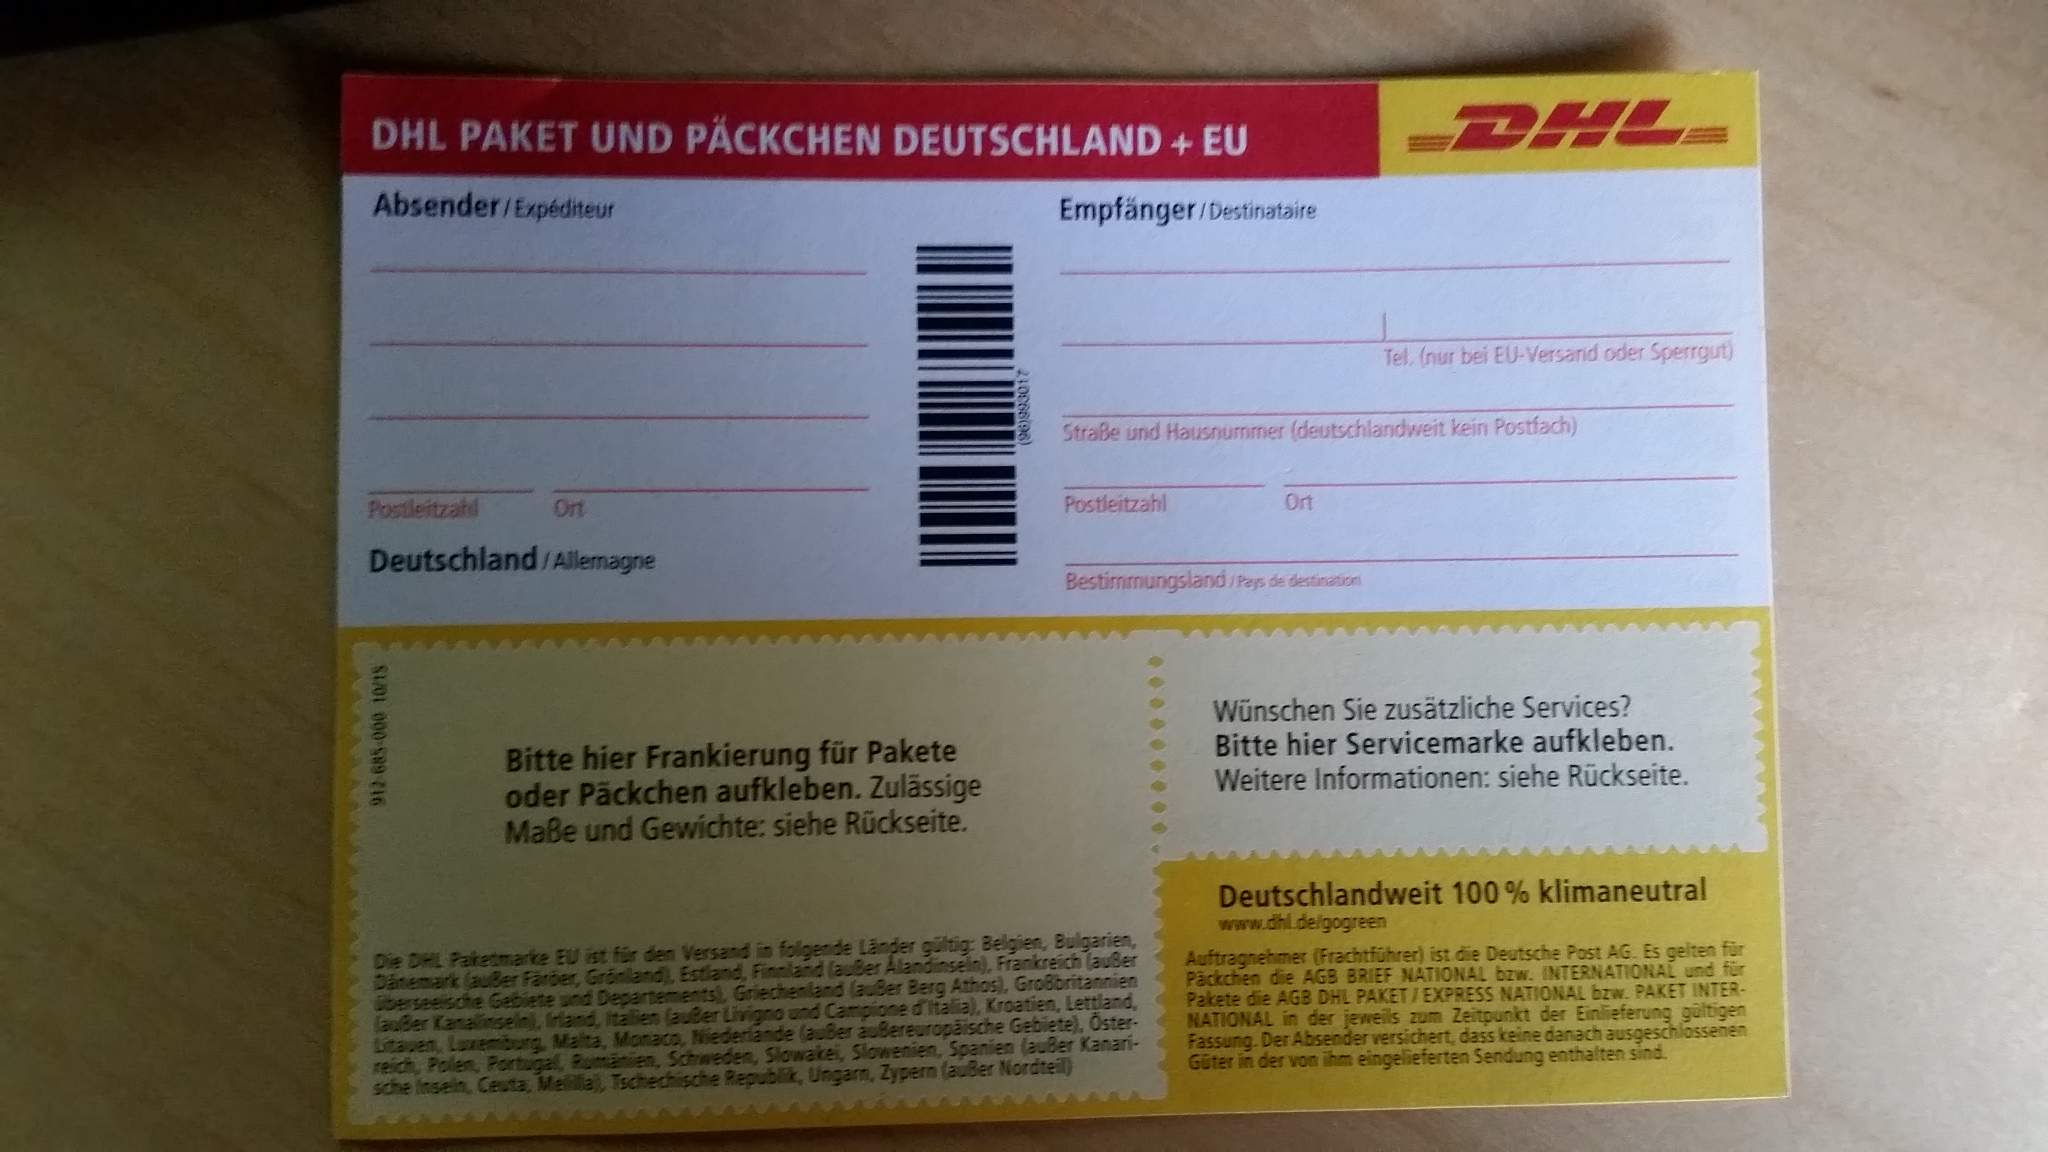 DHL PAKET UND PÄCKCHEN DEUTSCHLAND + EU
DHL
Absender / Expéditeur
Postleitzahl Ort
Deutschland / Allemagne
(96)993017
Empfänger / Destinataire
Tel. (nur bei EU-Versand oder Sperrgut)
Straße und Hausnummer (deutschlandweit kein Postfach)
Postleitzahl Ort
Bestimmungsland / Pays de destination
912-685-000 10/15
Bitte hier Frankierung für Pakete
oder Päckchen aufkleben. Zulässige
Maße und Gewichte: siehe Rückseite.
Die DHL Paketmarke EU ist für den Versand in folgende Länder gültig: Belgien, Bulgarien,
Dänemark (außer Färöer, Grönland), Estland, Finnland (außer Ålandinseln), Frankreich (außer
überseeische Gebiete und Departements), Griechenland (außer Berg Athos), Großbritannien
(außer Kanalinseln), Irland, Italien (außer Livigno und Campione d'Italia), Kroatien, Lettland,
Litauen, Luxemburg, Malta, Monaco, Niederlande (außer außereuropäische Gebiete), Öster-
reich, Polen, Portugal, Rumänien, Schweden, Slowakei, Slowenien, Spanien (außer Kanari-
sche Inseln, Ceuta, Melilla), Tschechische Republik, Ungarn, Zypern (außer Nordteil)
Wünschen Sie zusätzliche Services?
Bitte hier Servicemarke aufkleben.
Weitere Informationen: siehe Rückseite.
Deutschlandweit 100 % klimaneutral
www.dhl.de/gogreen
Auftragnehmer (Frachtführer) ist die Deutsche Post AG. Es gelten für
Päckchen die AGB BRIEF NATIONAL bzw. INTERNATIONAL und für
Pakete die AGB DHL PAKET / EXPRESS NATIONAL bzw. PAKET INTER-
NATIONAL in der jeweils zum Zeitpunkt der Einlieferung gültigen
Fassung. Der Absender versichert, dass keine danach ausgeschlossenen
Güter in der von ihm eingelieferten Sendung enthalten sind.